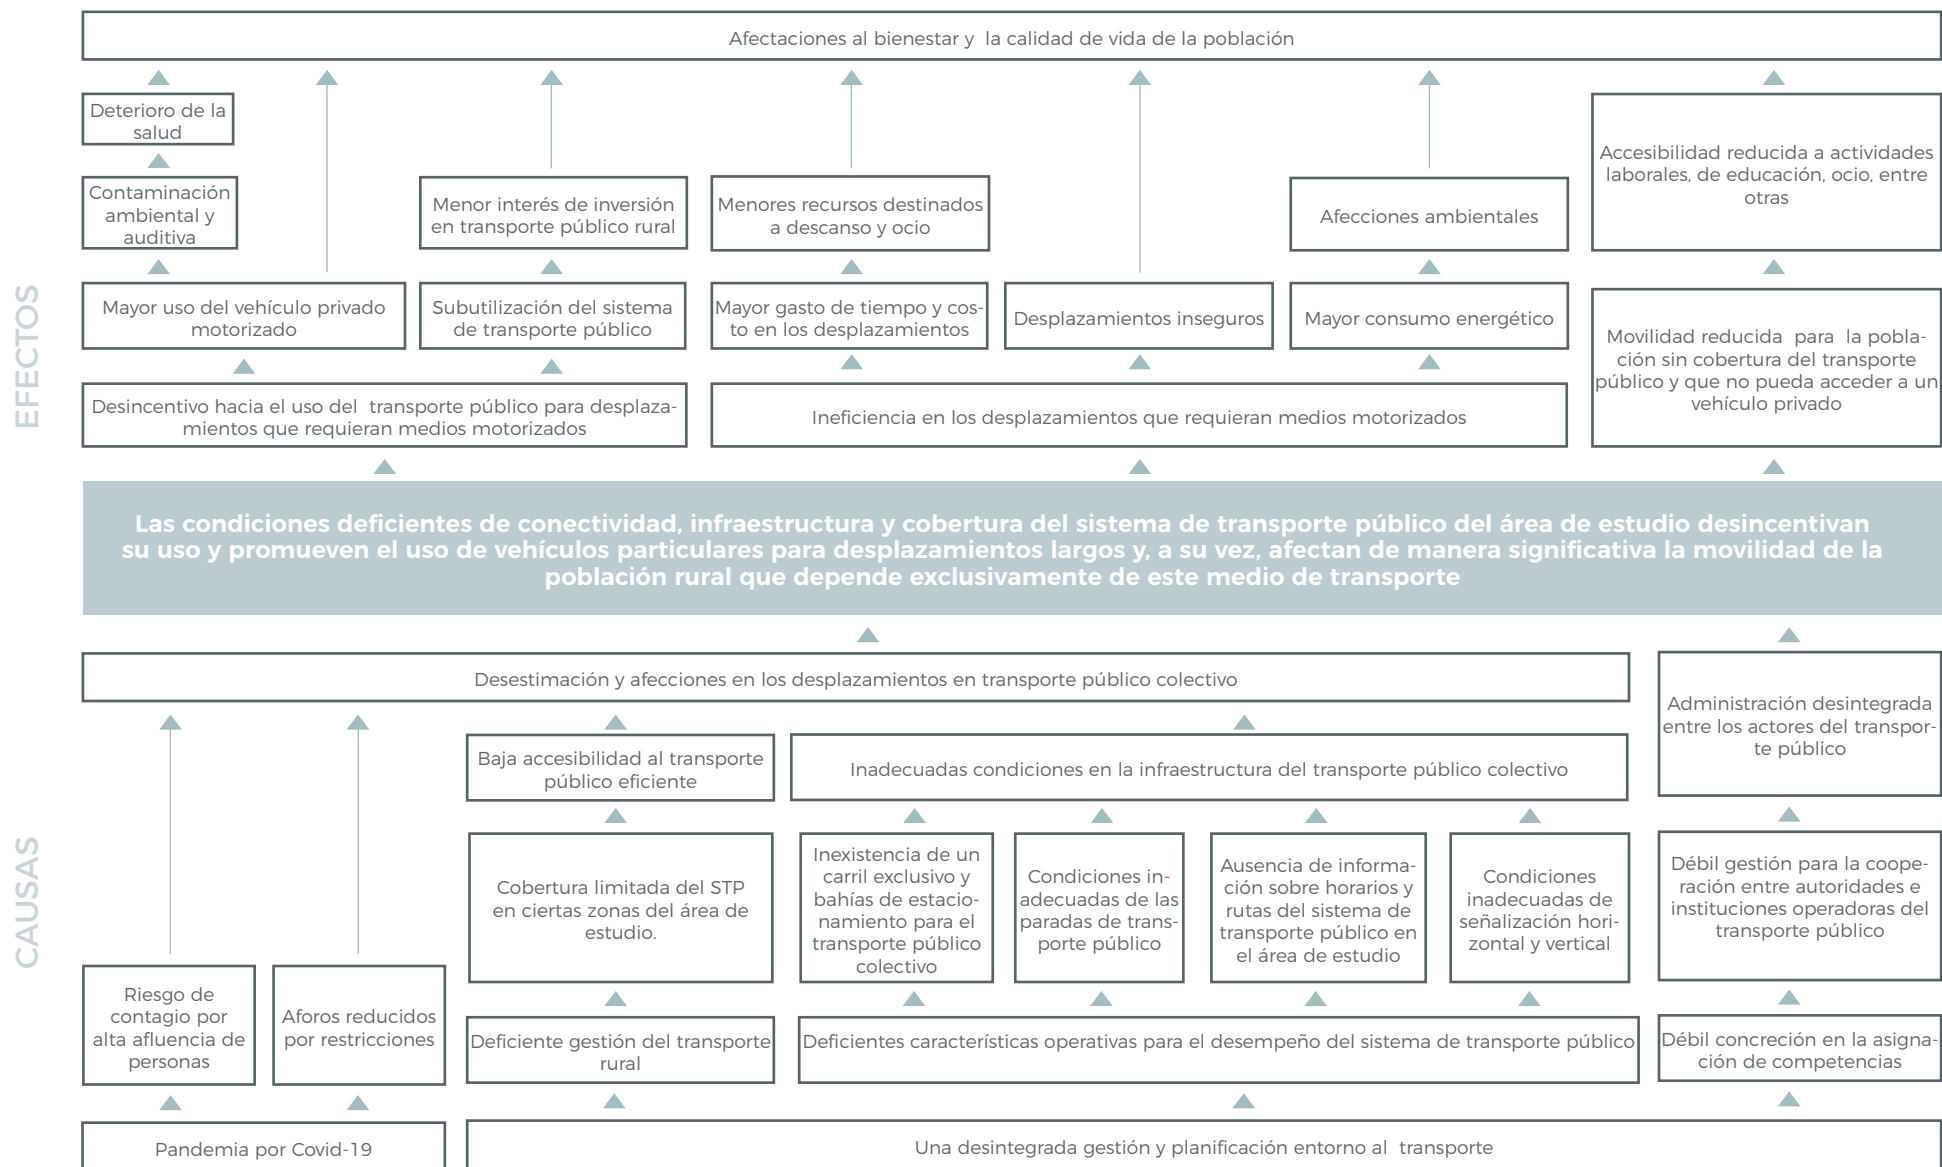 Afectaciones al bienestar y la calidad de vida de la población
Deterioro de la
salud
Contaminación
ambiental y
auditiva
Menor interés de inversión
en transporte público rural
Menores recursos destinados
a descanso y ocio
Afecciones ambientales
Accesibilidad reducida a actividades
laborales, de educación, ocio, entre
otras
EFECTOS
Mayor uso del vehículo privado
motorizado
Subutilización del sistema
de transporte público
Mayor gasto de tiempo y cos-
to en los desplazamientos
Desplazamientos inseguros
Mayor consumo energético
Movilidad reducida para la pobla-
ción sin cobertura del transporte
público y que no pueda acceder a un
vehículo privado
Desincentivo hacia el uso del transporte público para desplaza-
mientos que requieran medios motorizados
Ineficiencia en los desplazamientos que requieran medios motorizados
Las condiciones deficientes de conectividad, infraestructura y cobertura del sistema de transporte público del área de estudio desincentivan
su uso y promueven el uso de vehículos particulares para desplazamientos largos y, a su vez, afectan de manera significativa la movilidad de la
población rural que depende exclusivamente de este medio de transporte
Desestimación y afecciones en los desplazamientos en transporte público colectivo
Administración desintegrada
entre los actores del transpor-
te público
Baja accesibilidad al transporte
público eficiente
Inadecuadas condiciones en la infraestructura del transporte público colectivo
CAUSAS
Cobertura limitada del STP
en ciertas zonas del área de
estudio.
Inexistencia de un
carril exclusivo y
bahías de estacio-
namiento para el
transporte público
colectivo
Condiciones in-
adecuadas de las
paradas de trans-
porte público
Ausencia de informa-
ción sobre horarios y
rutas del sistema de
transporte público en
el área de estudio
Condiciones
inadecuadas de
señalización hori-
zontal y vertical
Débil gestión para la coope-
ración entre autoridades e
instituciones operadoras del
transporte público
Riesgo de
contagio por
alta afluencia de
personas
Aforos reducidos
por restricciones
Deficiente gestión del transporte
rural
Deficientes características operativas para el desempeño del sistema de transporte público
Débil concreción en la asigna-
ción de competencias
Pandemia por Covid-19
Una desintegrada gestión y planificación entorno al transporte